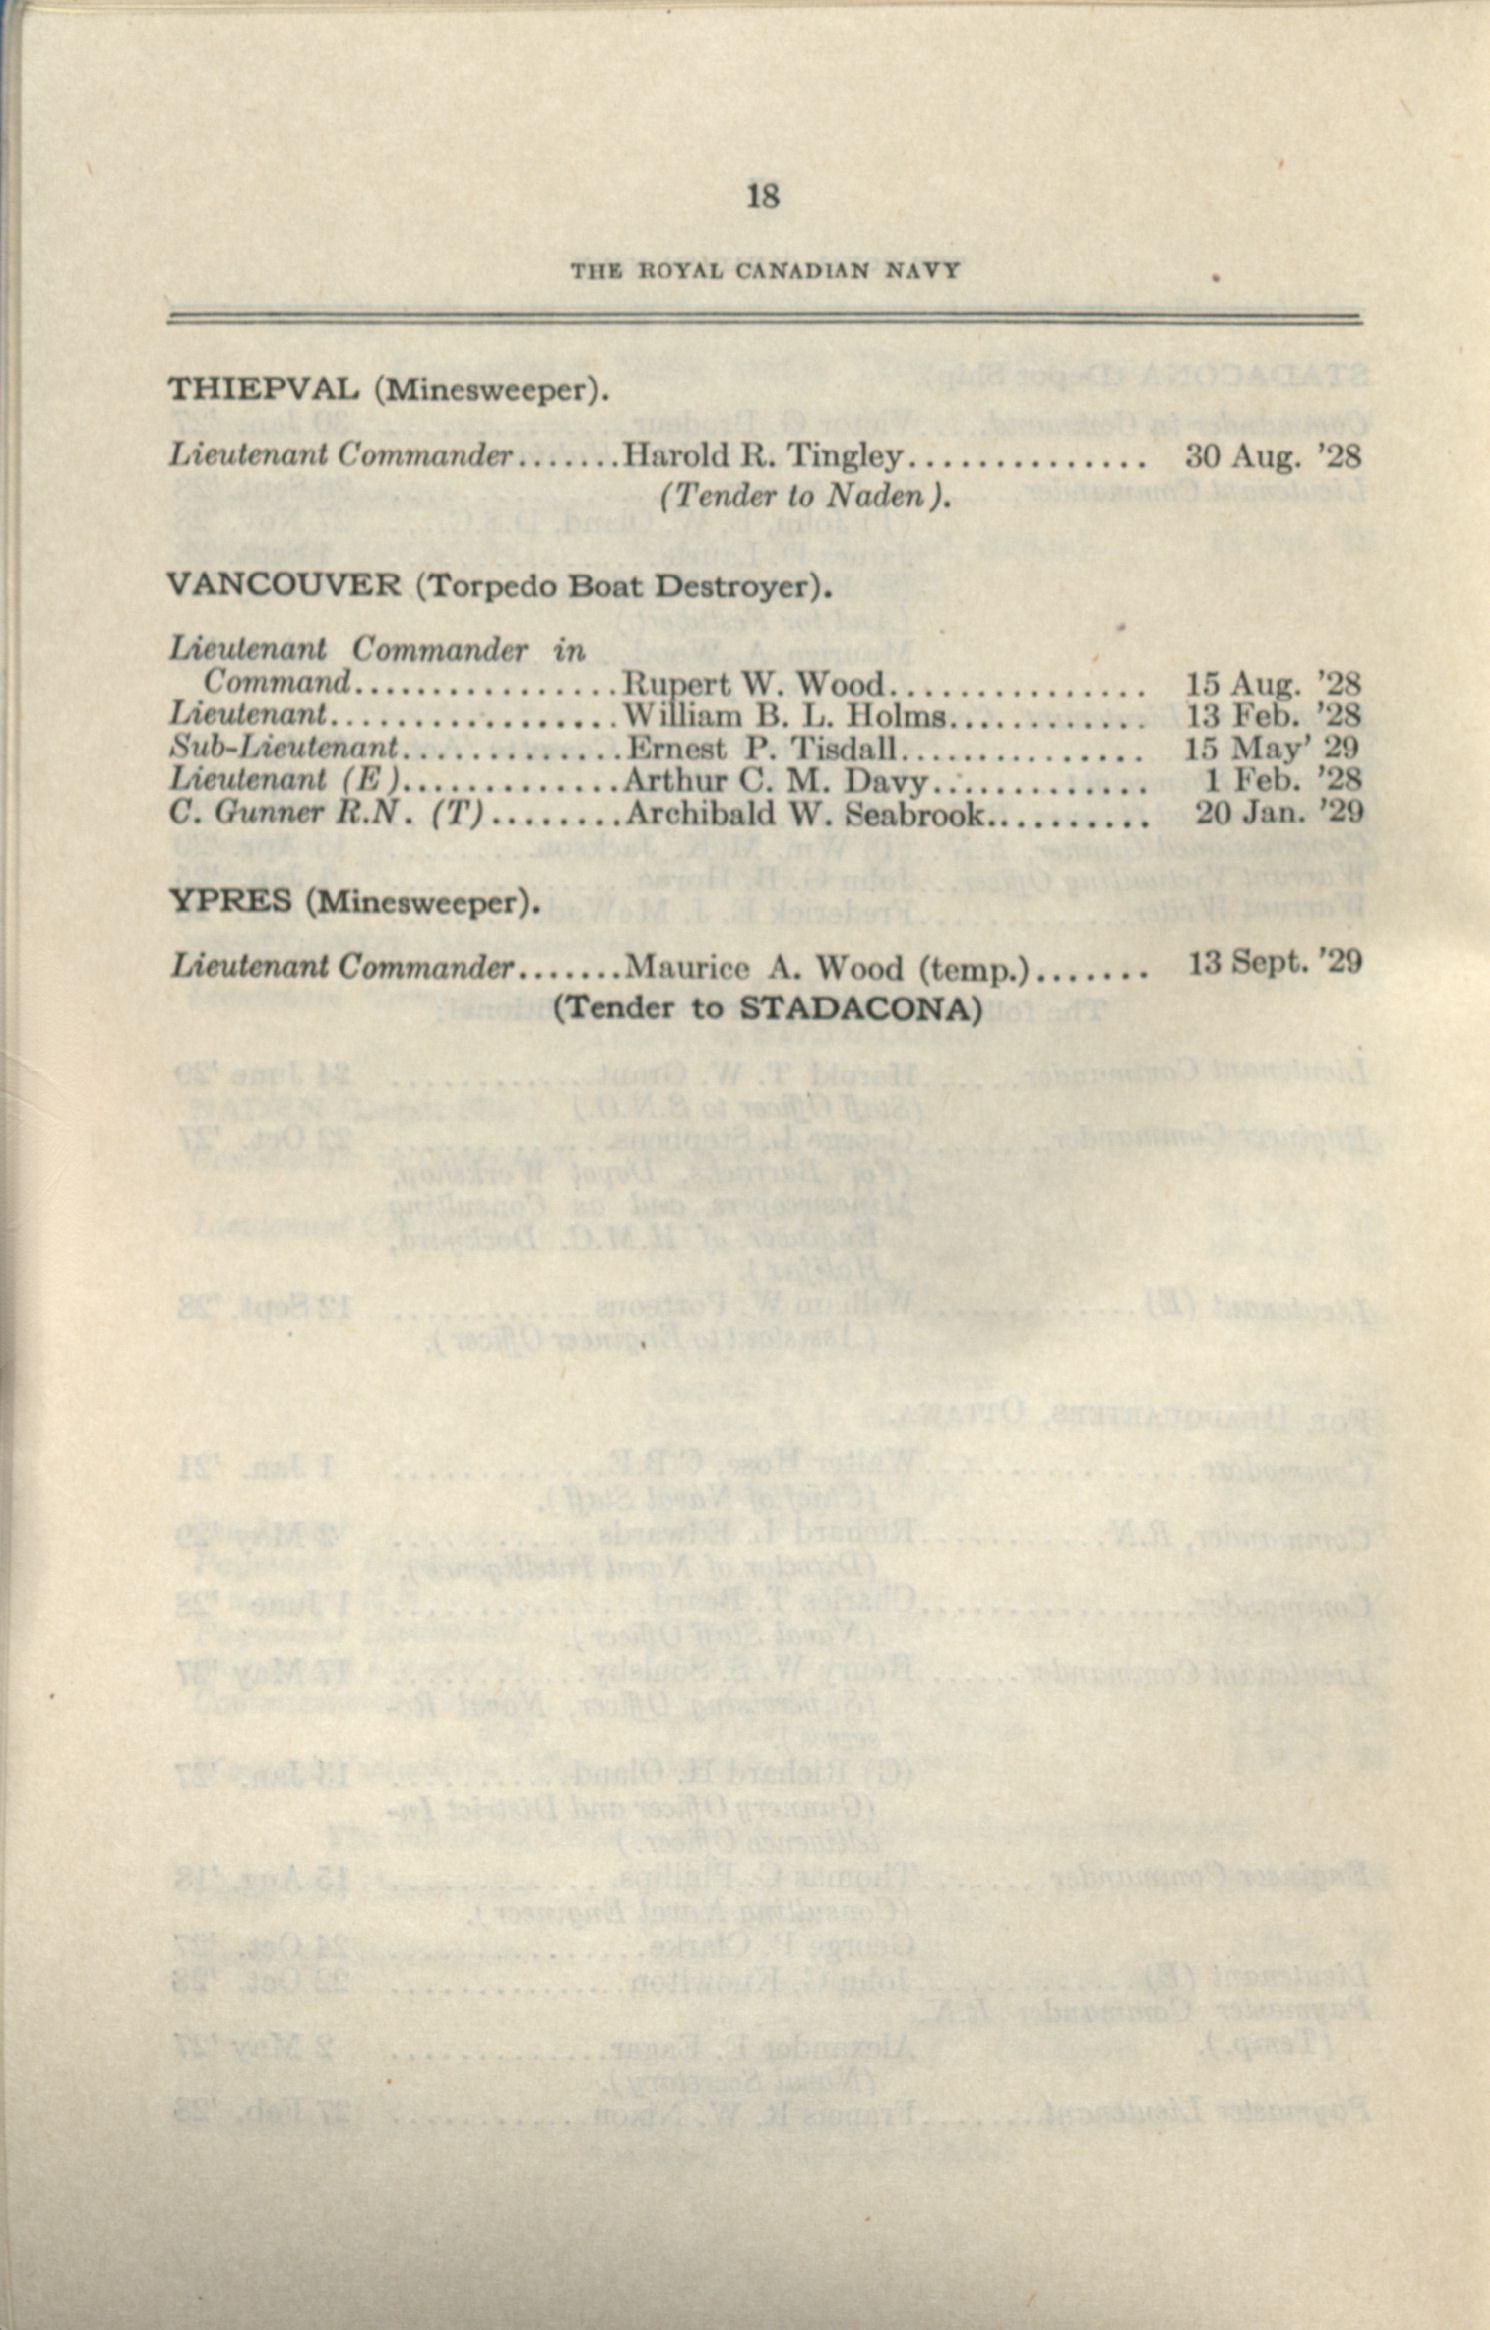 18
THE ROYAL CANADIAN NAVY
THIEPVAL (Minesweeper).
Lieutenant Commander.......Harold R. Tingley.............. 30 Aug. '28
(Tender to Naden).
VANCOUVER (Torpedo Boat Destroyer).
Lieutenant Commander in
Command................Rupert W. Wood............... 15 Aug. '28
Lieutenant..................William B. L. Holms............ 13 Feb. '28
Sub-Lieutenant..............Ernest P. Tisdall............... 15 May' 29
Lieutenant (E)..............Arthur C. M. Davy.............. 1 Feb. '28
C. Gunner R.N. (T)........Archibald W. Seabrook.......... 20 Jan. '29
YPRES (Minesweeper).
Lieutenant Commander.......Maurice A. Wood (temp.)....... 13 Sept. '29
(Tender to STADACONA)